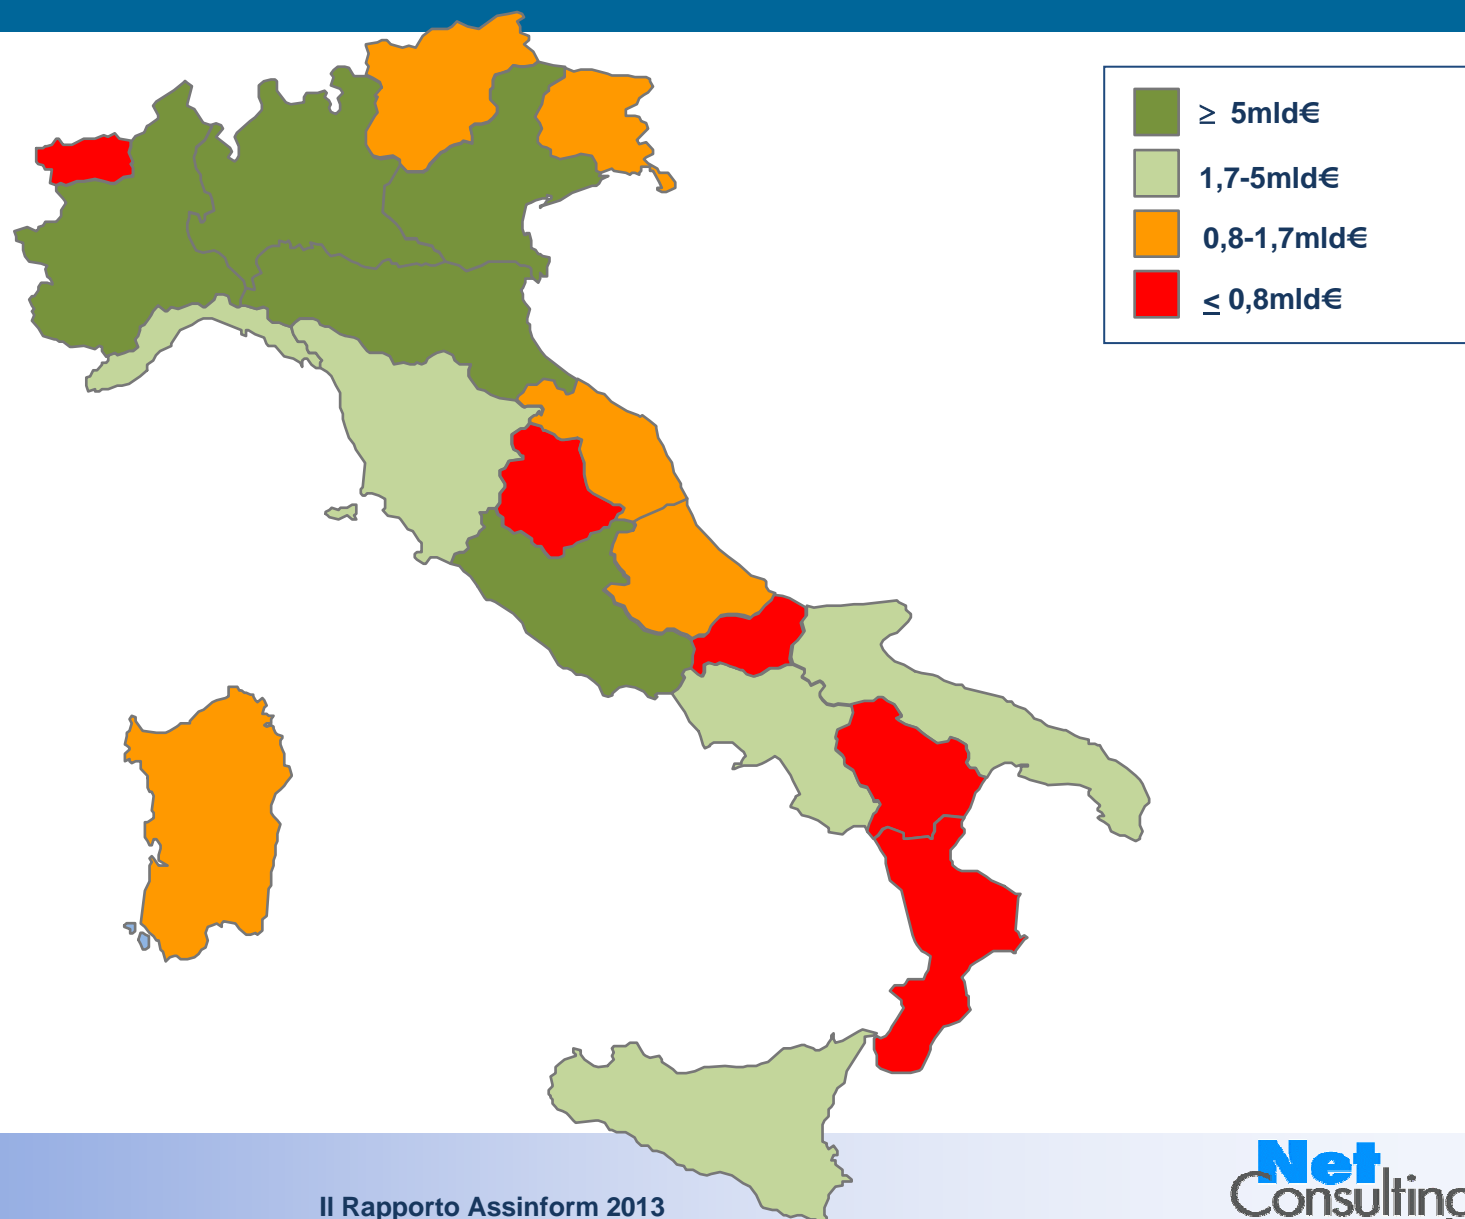 ≥ 5mld€
1,7-5mld€
0,8-1,7mld€
≤ 0,8mld€
Il Rapporto Assinform 2013
Net
Consulting